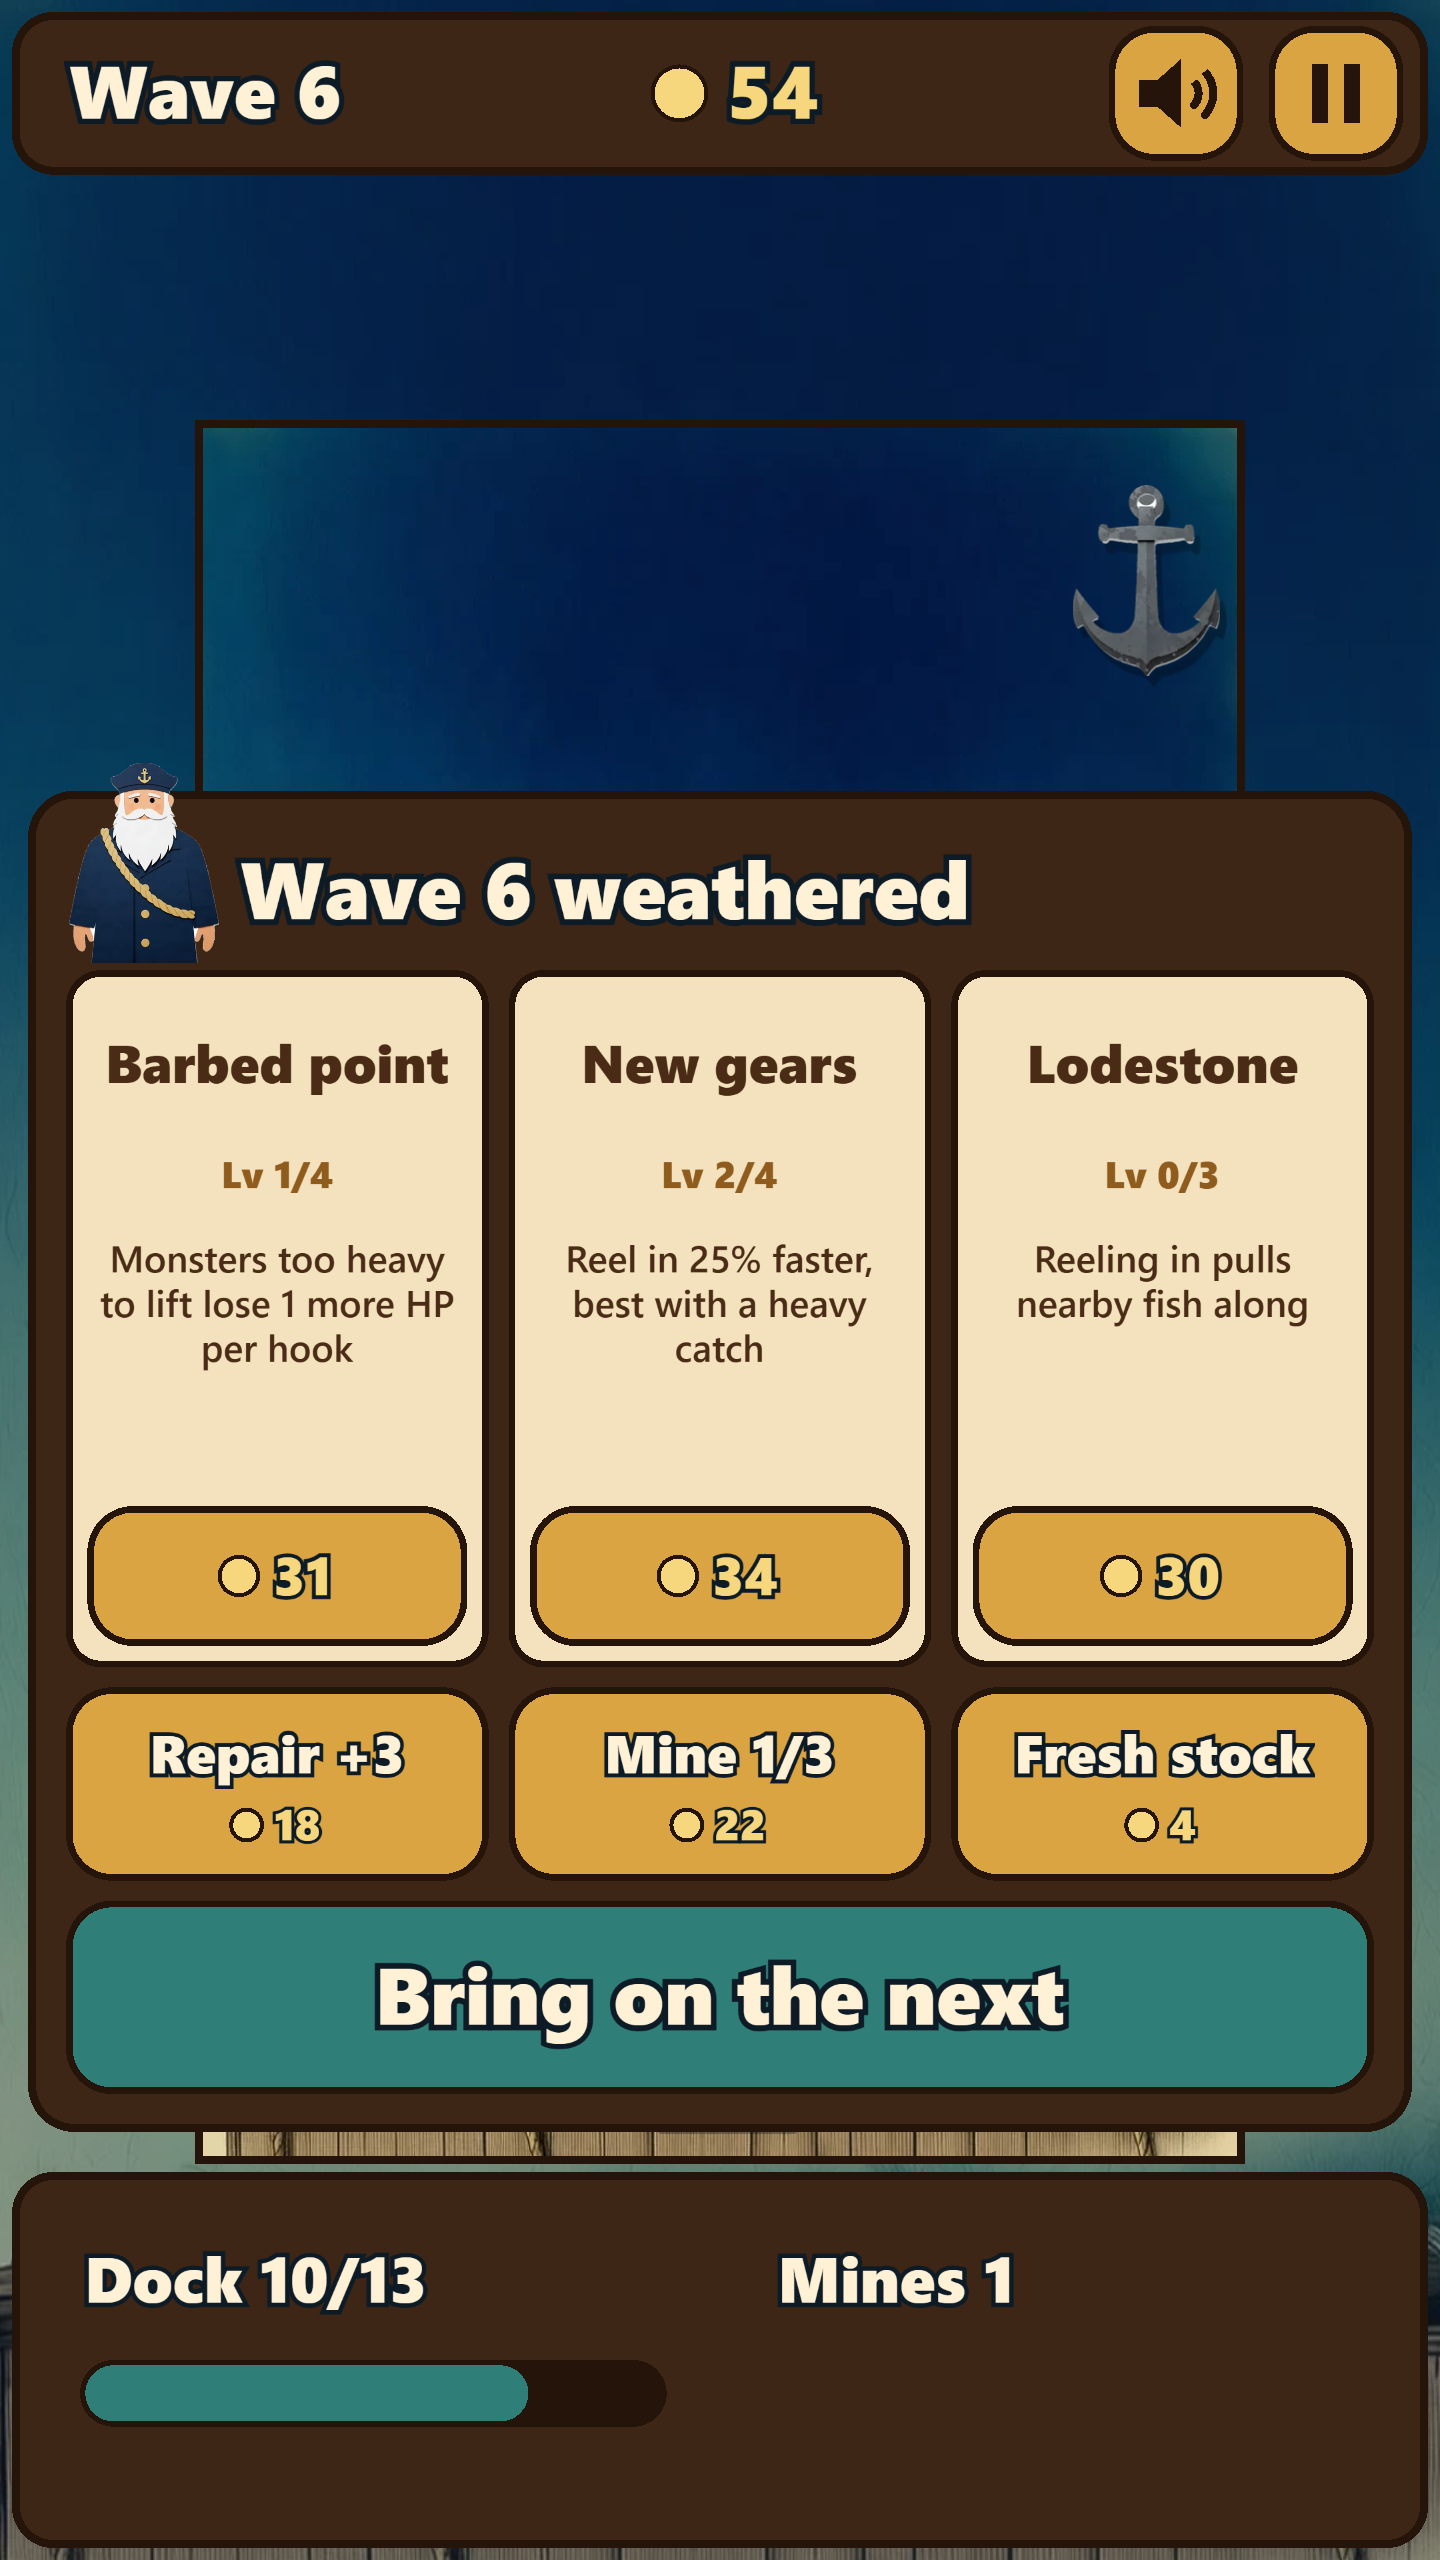 Wave 6
54
Wave 6 weathered
Barbed point
Lv 1/4
Monsters too heavy
to lift lose 1 more HP
per hook
31
New gears
Lv 2/4
Reel in 25% faster,
best with a heavy
catch
34
Lodestone
Lv 0/3
Reeling in pulls
nearby fish along
30
Repair +3
18
Mine 1/3
22
Fresh stock
4
Bring on the next
Dock 10/13
Mines 1